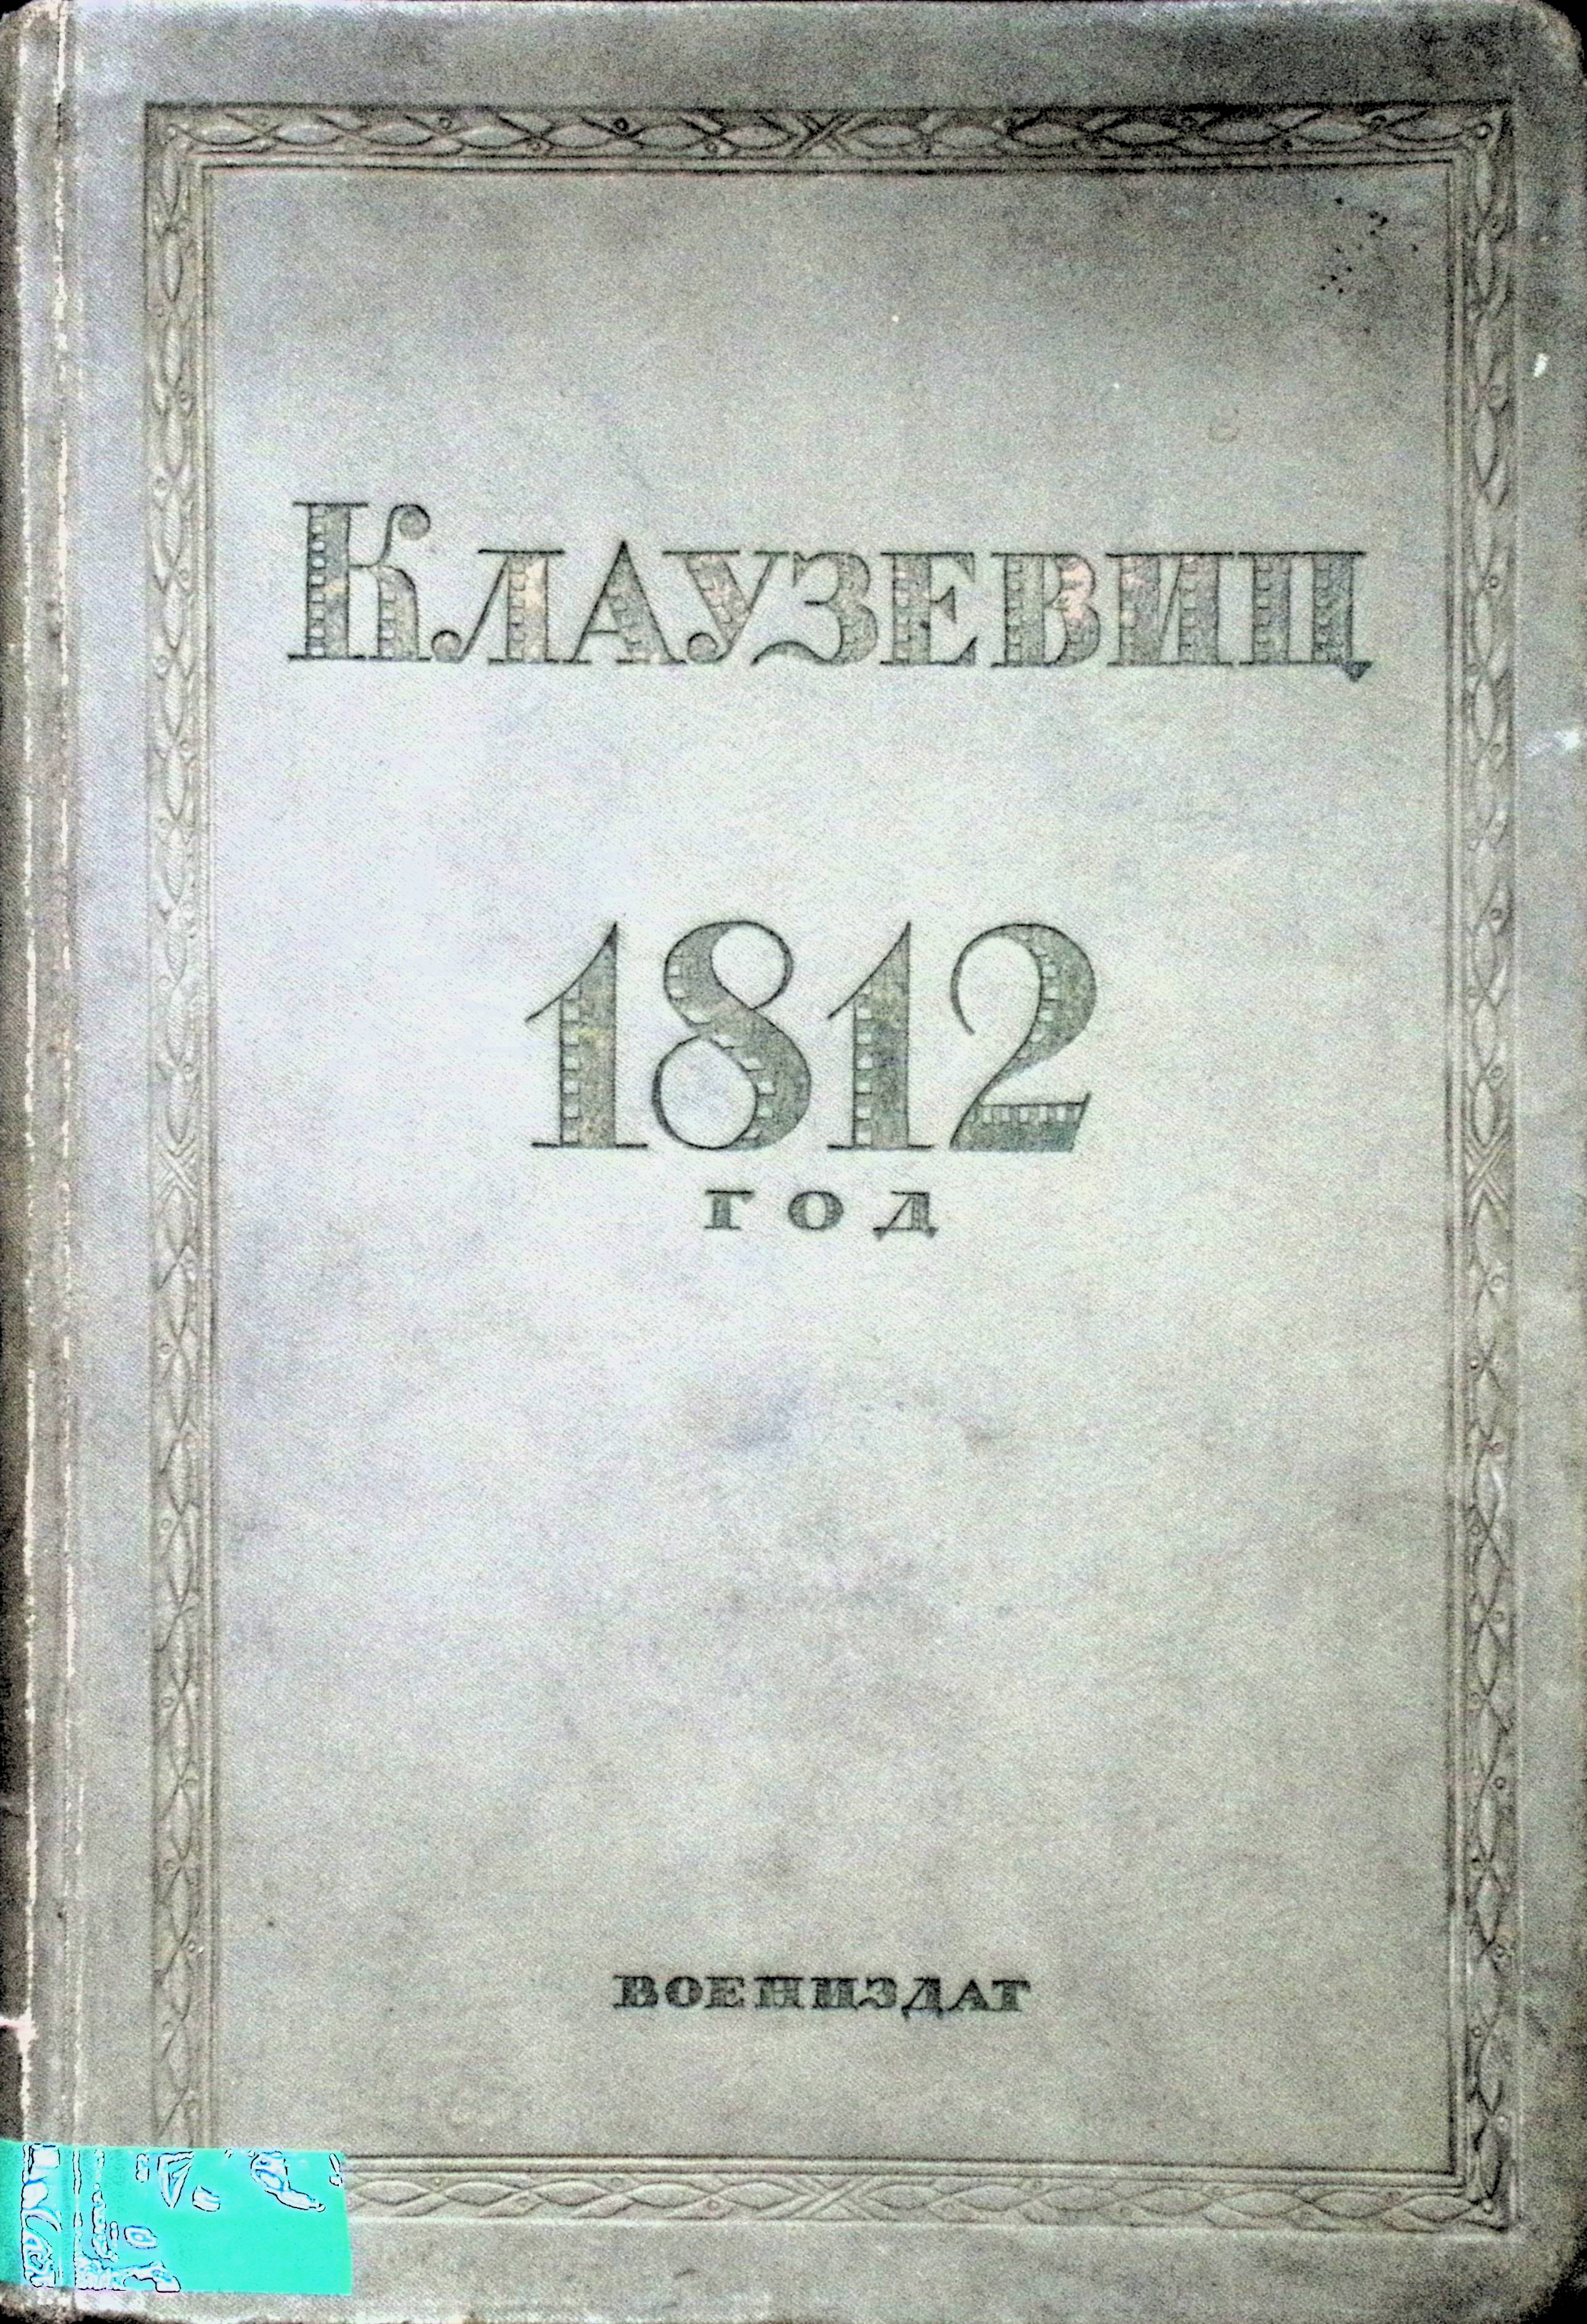 Клаузевиц
1812
год
Воениздат